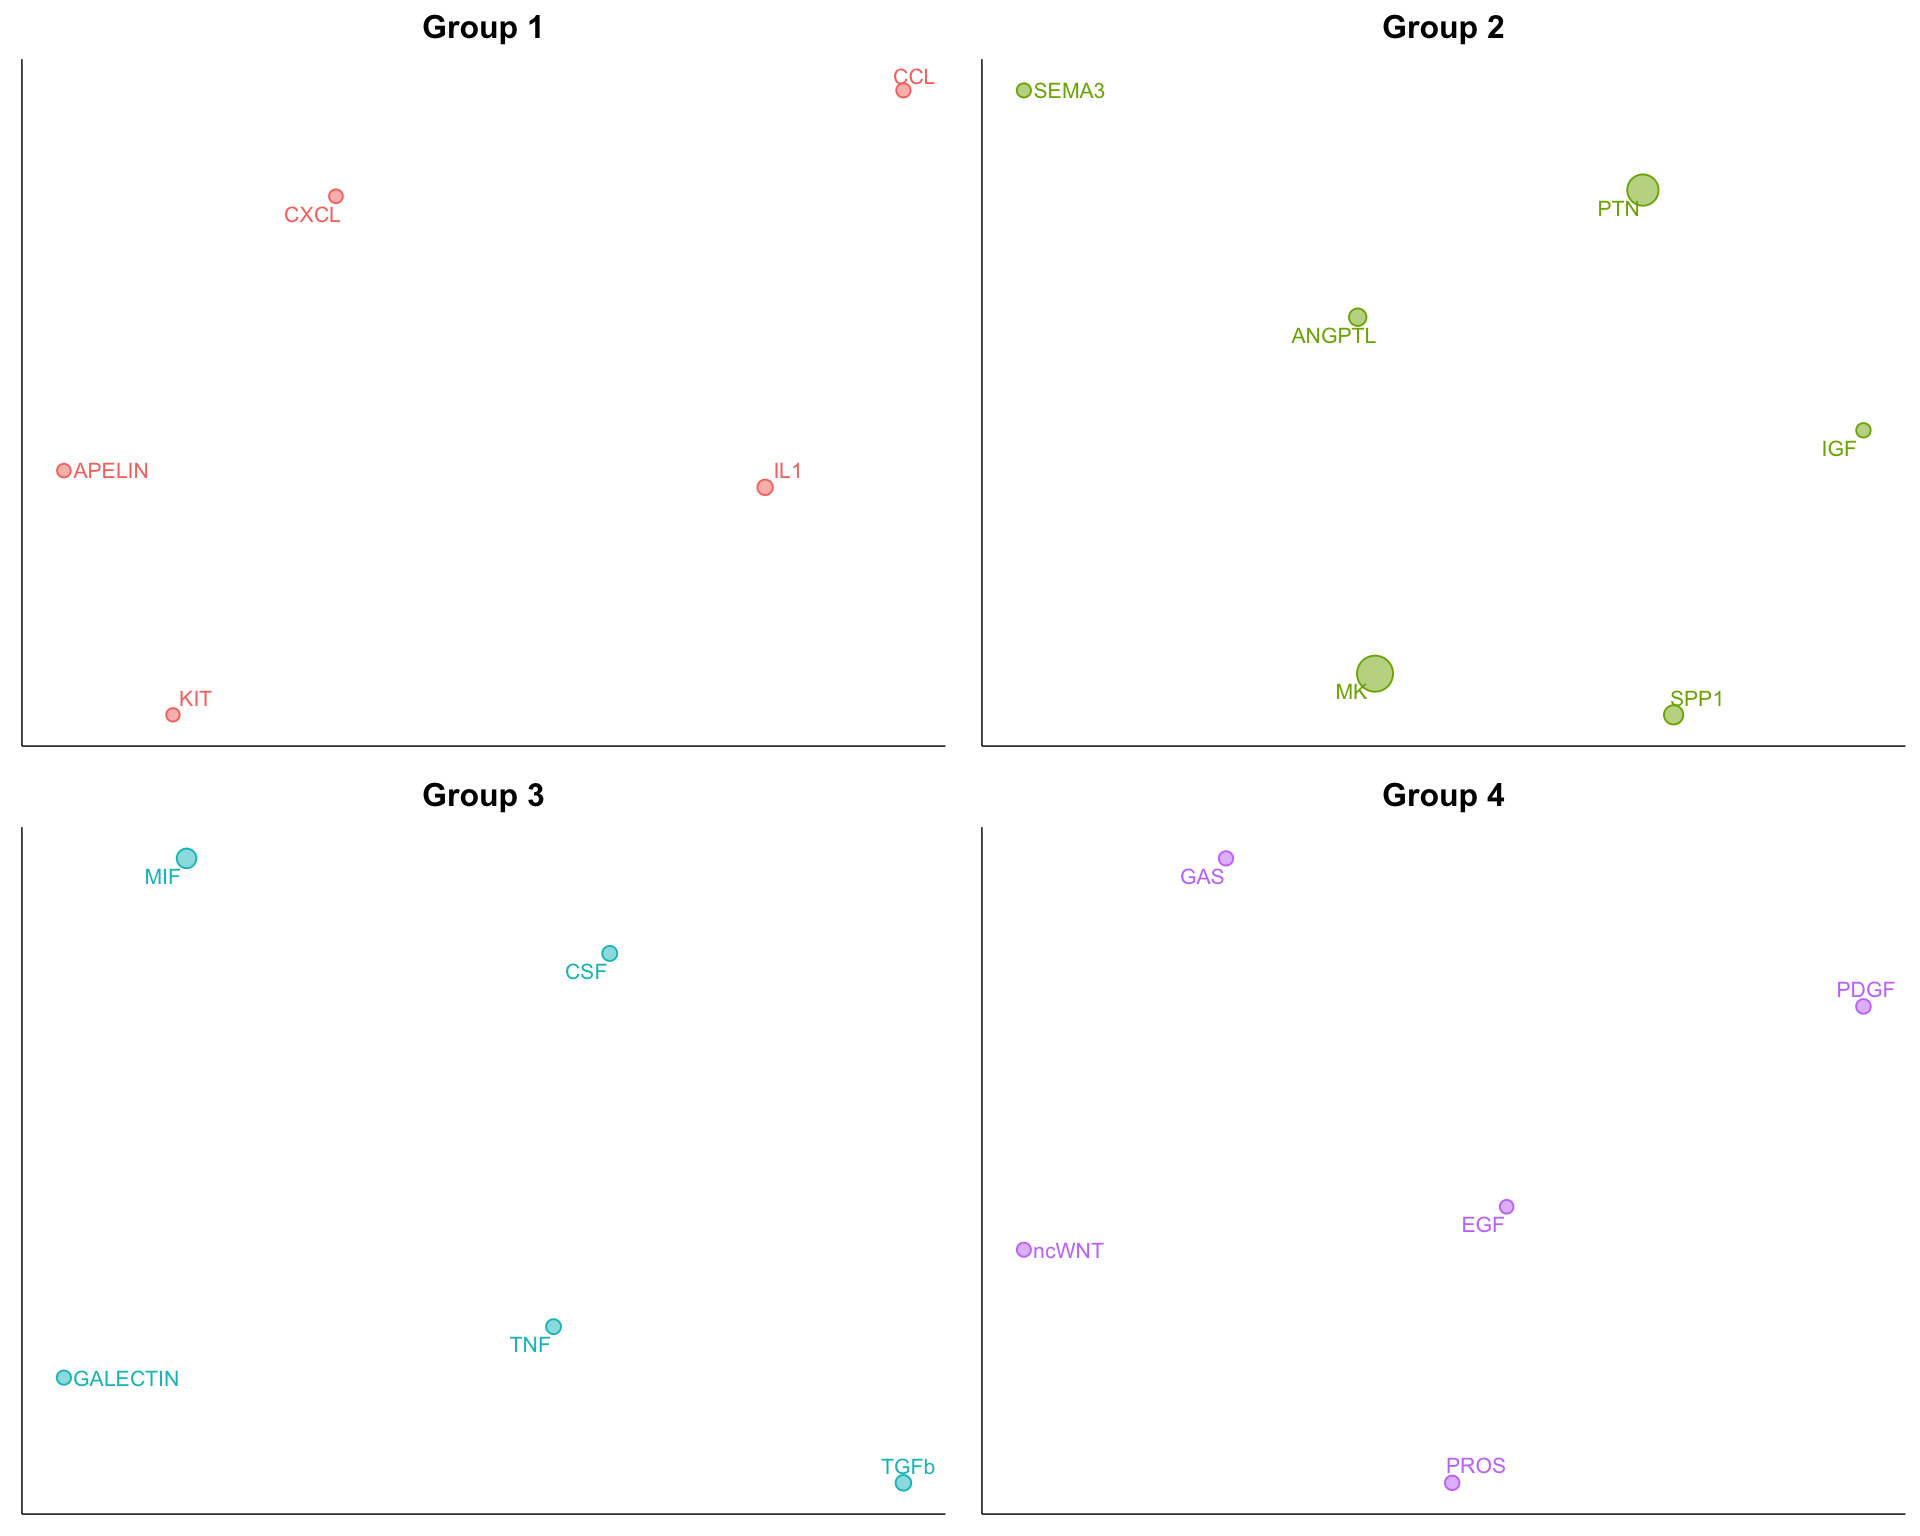 Group 1
CCL
CXCL
APELIN
IL1
KIT
Group 2
SEMA3
PTN
ANGPTL
IGF
MK
SPP1
Group 3
MIF
CSF
TNF
GALECTIN
TGFb
Group 4
GAS
PDGF
EGF
ncWNT
PROS